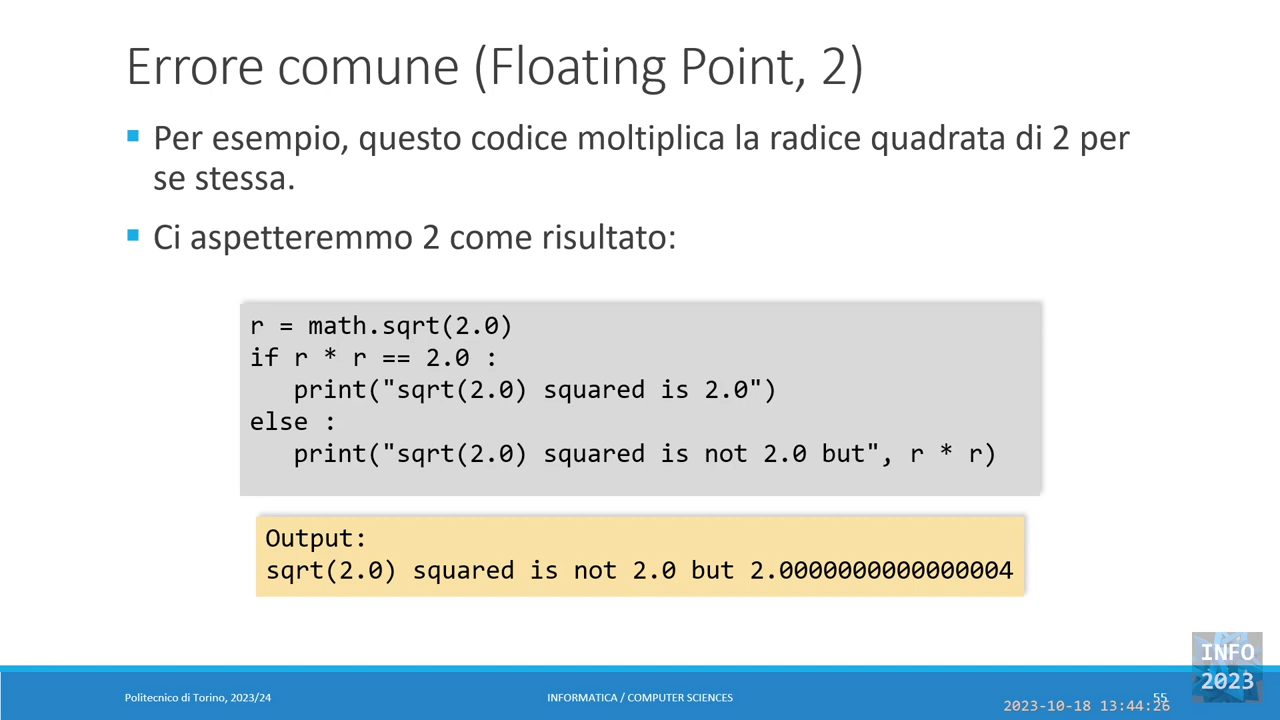 Errore comune (Floating Point, 2)
Per esempio, questo codice moltiplica la radice quadrata di 2 per
se stessa.
Ci aspetteremmo 2 come risultato:
r = math.sqrt(2.0)
if r * r == 2.0 :
   print("sqrt(2.0) squared is 2.0")
else :
   print("sqrt(2.0) squared is not 2.0 but", r * r)
Output:
sqrt(2.0) squared is not 2.0 but 2.0000000000000004
INFO
2023
Politecnico di Torino, 2023/24
INFORMATICA / COMPUTER SCIENCES
55
2023-10-18 13:44:26